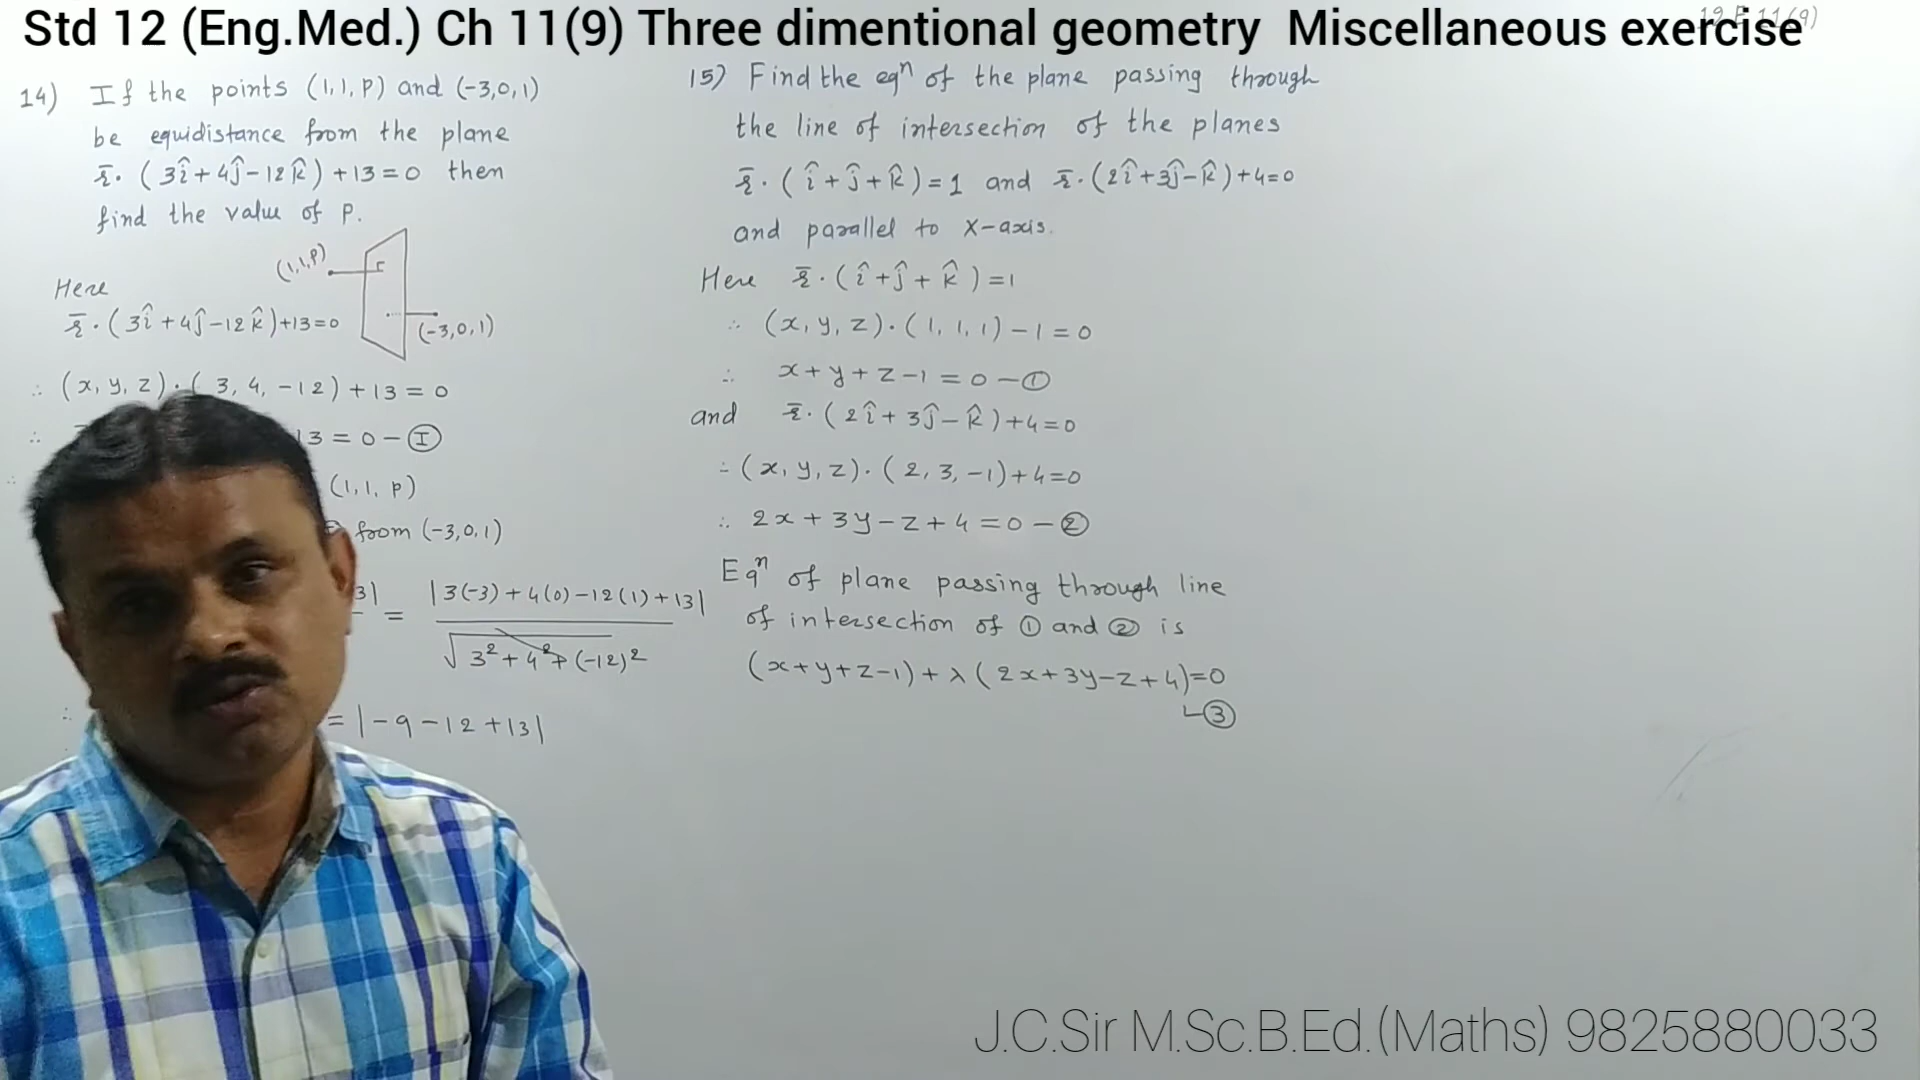 Std 12 (Eng.Med.) Ch 11(9) Three dimentional geometry Miscellaneous exercise
14) If the points (1,1,P) and (-3,0,1)
be equidistance from the plane
r̄·(3î+4ĵ-12k̂)+13=0 then
find the value of P.
(1,1,P)
(-3,0,1)
Here
r̄·(3î+4ĵ-12k̂)+13=0
∴ (x,y,z)·(3,4,-12)+13=0
∴ 13=0-Ⓘ
(1,1,P)
from (-3,0,1)
3| = |3(-3)+4(0)-12(1)+13|
√3²+4²+(-12)²
∴ =|-9-12+13|
15) Find the eqⁿ of the plane passing through
the line of intersection of the planes
r̄·(î+ĵ+k̂)=1 and r̄·(2î+3ĵ-k̂)+4=0
and parallel to X-axis.
Here r̄·(î+ĵ+k̂)=1
∴ (x,y,z)·(1,1,1)-1=0
∴ x+y+z-1=0-①
and r̄·(2î+3ĵ-k̂)+4=0
∴ (x,y,z)·(2,3,-1)+4=0
∴ 2x+3y-z+4=0-②
Eqⁿ of plane passing through line
of intersection of ① and ② is
(x+y+z-1)+λ(2x+3y-z+4)=0
③
J.C.Sir M.Sc.B.Ed.(Maths) 9825880033